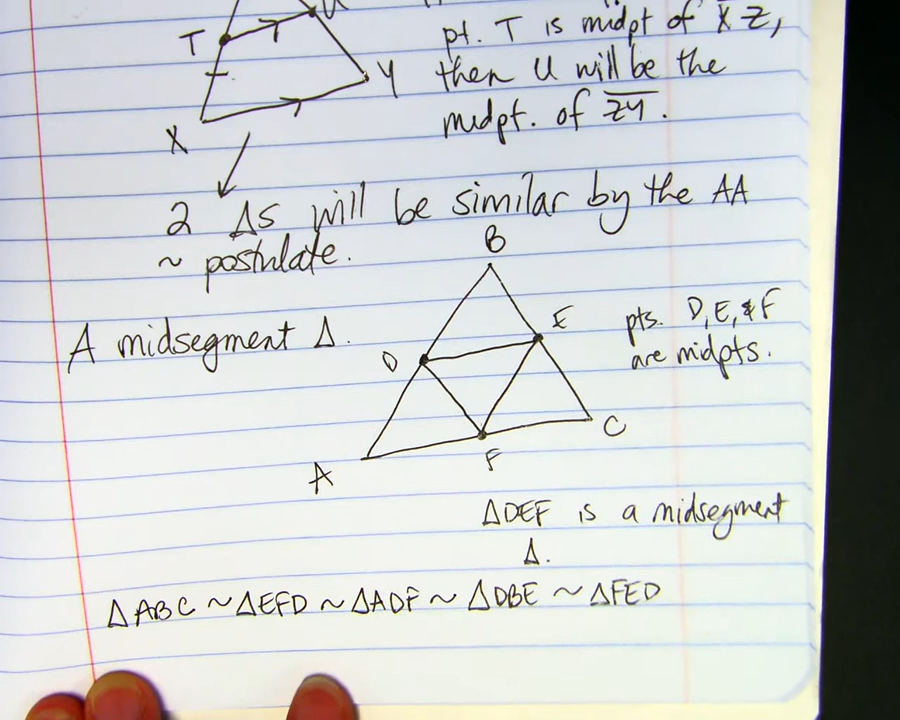 pt. T is midpt of XZ,
then U will be the
midpt. of ZY.
T
U
Y
X
2 Δs will be similar by the AA
~ postulate.
B
A midsegment Δ.
D
E
pts. D, E, & F
are midpts.
C
A
F
ΔDEF is a midsegment
Δ.
ΔABC ~ ΔEFD ~ ΔADF ~ ΔDBE ~ ΔFED